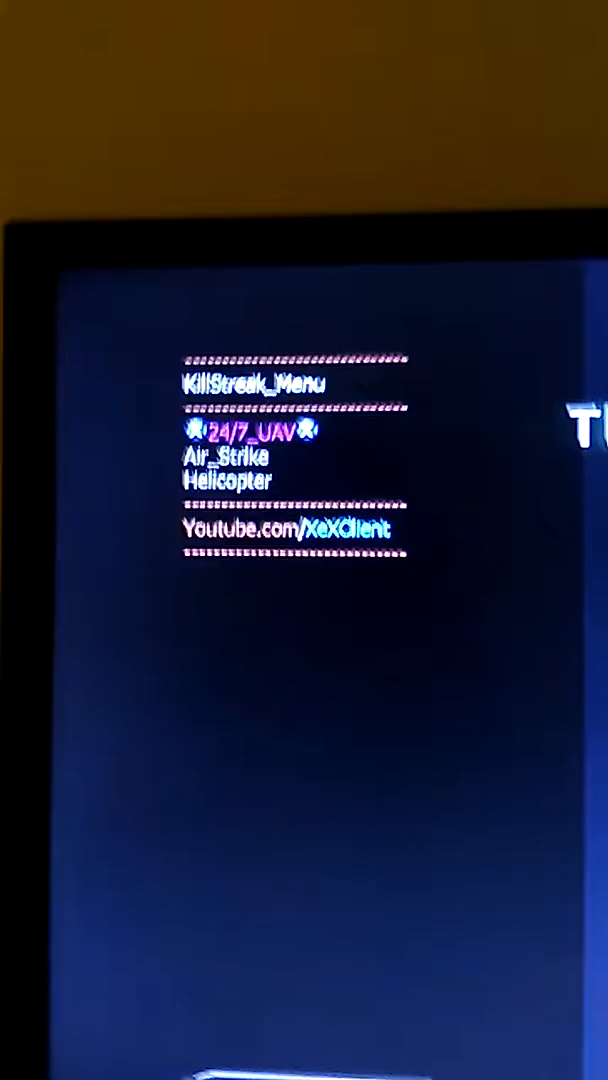 KillStreak_Menu
24/7_UAV
Air_Strike
Helicopter
Youtube.com/XeXClient